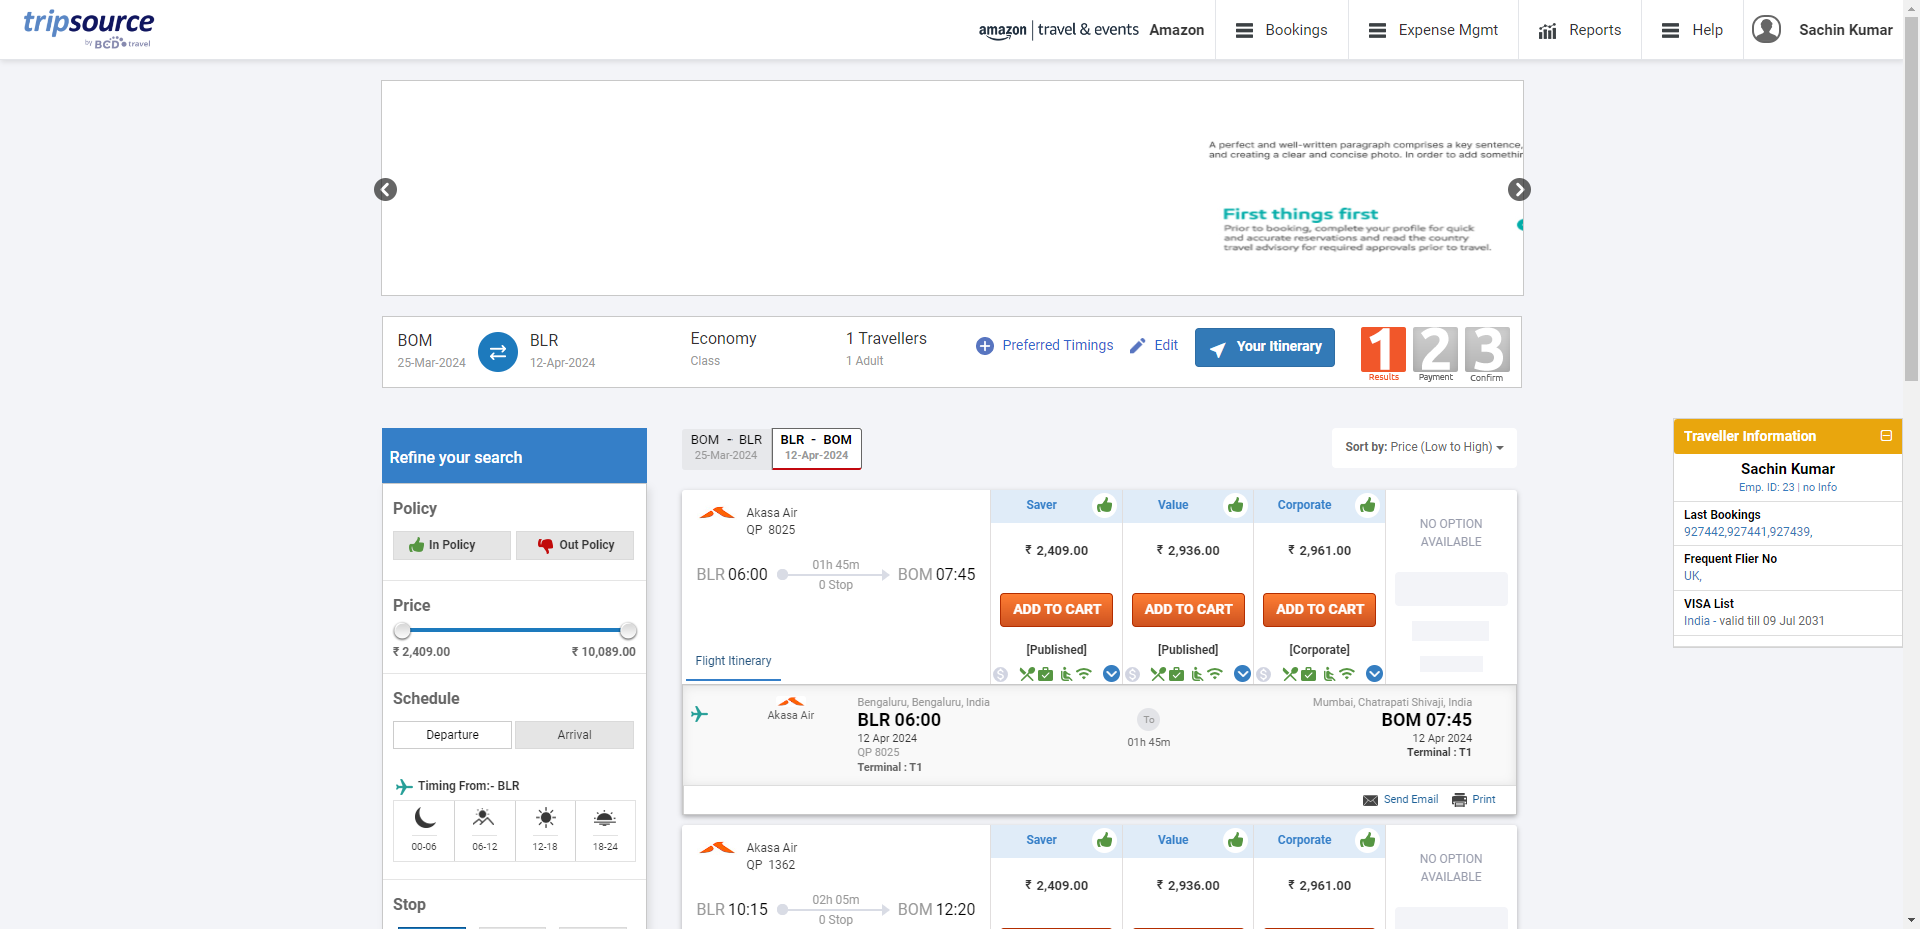 tripsource
by BCD travel
amazon | travel & events Amazon
Bookings
Expense Mgmt
Reports
Help
Sachin Kumar
A perfect and well-written paragraph comprises a key sentence,
and creating a clear and concise photo. In order to add somethin
First things first
Prior to booking, complete your profile for quick
and accurate reservations and read the country
travel advisory for required approvals prior to travel.
BOM
25-Mar-2024
BLR
12-Apr-2024
Economy
Class
1 Travellers
1 Adult
Preferred Timings
Edit
Your Itinerary
1 2 3
Results Payment Confirm
Refine your search
Policy
In Policy Out Policy
Price
₹ 2,409.00 ₹ 10,089.00
Schedule
Departure Arrival
Timing From:- BLR
00-06 06-12 12-18 18-24
Stop
BOM - BLR
25-Mar-2024
BLR - BOM
12-Apr-2024
Sort by: Price (Low to High)
Akasa Air
QP 8025
BLR 06:00
01h 45m
0 Stop
BOM 07:45
Flight Itinerary
Saver
₹ 2,409.00
ADD TO CART
[Published]
Value
₹ 2,936.00
ADD TO CART
[Published]
Corporate
₹ 2,961.00
ADD TO CART
[Corporate]
NO OPTION
AVAILABLE
Akasa Air
Bengaluru, Bengaluru, India
BLR 06:00
12 Apr 2024
QP 8025
Terminal : T1
To
01h 45m
Mumbai, Chatrapati Shivaji, India
BOM 07:45
12 Apr 2024
Terminal : T1
Send Email Print
Akasa Air
QP 1362
BLR 10:15
02h 05m
0 Stop
BOM 12:20
Saver
₹ 2,409.00
Value
₹ 2,936.00
Corporate
₹ 2,961.00
NO OPTION
AVAILABLE
Traveller Information
Sachin Kumar
Emp. ID: 23 | no Info
Last Bookings
927442,927441,927439,
Frequent Flier No
UK,
VISA List
India - valid till 09 Jul 2031